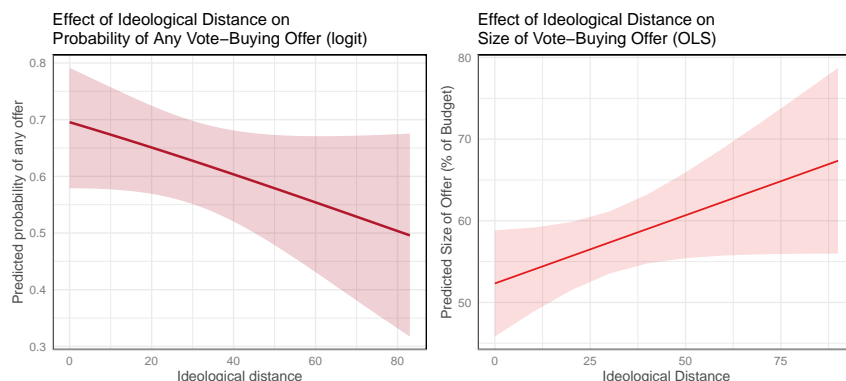 Effect of Ideological Distance on
Probability of Any Vote−Buying Offer (logit)
0.8
0.7
0.6
0.5
0.4
0.3
Predicted probability of any offer
0 20 40 60 80
Ideological distance
Effect of Ideological Distance on
Size of Vote−Buying Offer (OLS)
80
70
60
50
Predicted Size of Offer (% of Budget)
0 25 50 75
Ideological Distance